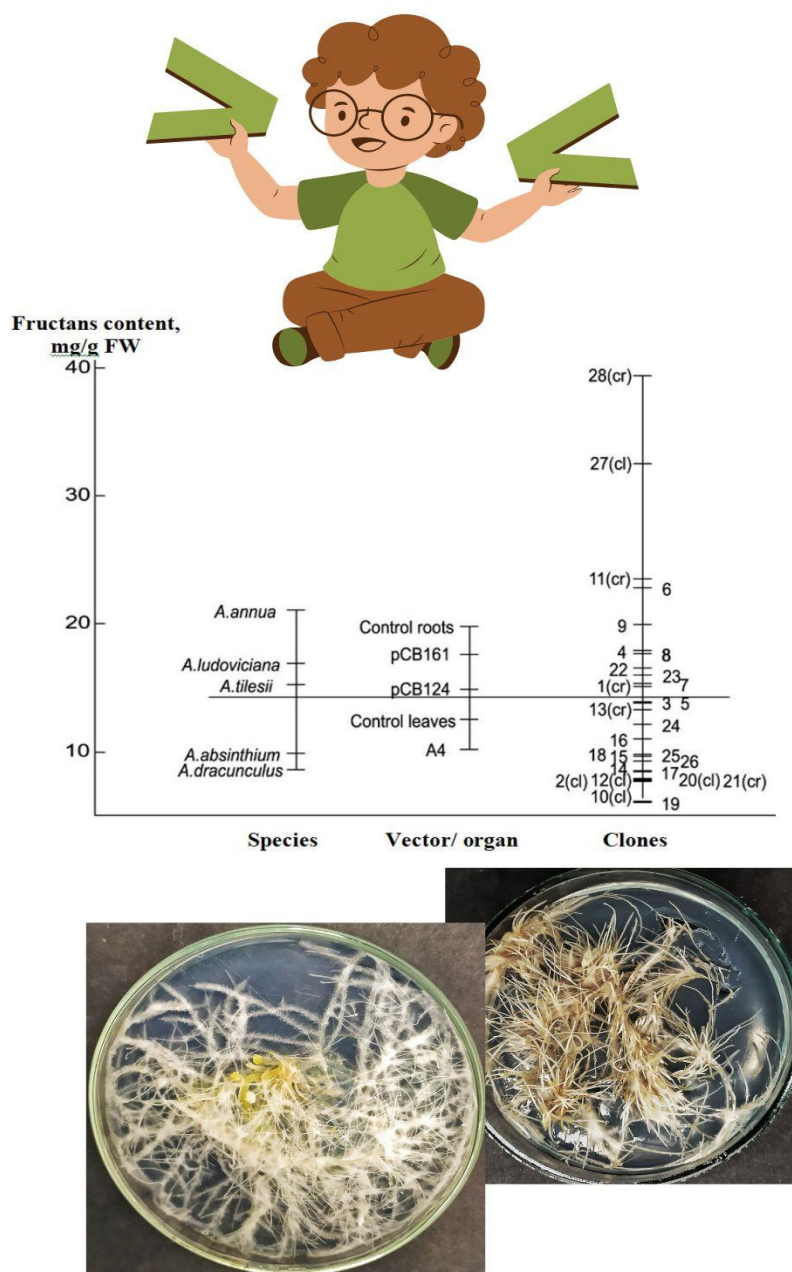 Fructans content,
mg/g FW
40
30
20
10
A.annua
A.ludoviciana
A.tilesii
A.absinthium
A.dracunculus
Control roots
pCB161
pCB124
Control leaves
A4
28(cr)
27(cl)
11(cr) 6
9
4 8
22 23
1(cr) 7
3 5
13(cr)
24
16
18 15 25
26
14 17
2(cl) 12(cl) 20(cl) 21(cr)
10(cl) 19
Species Vector/ organ Clones